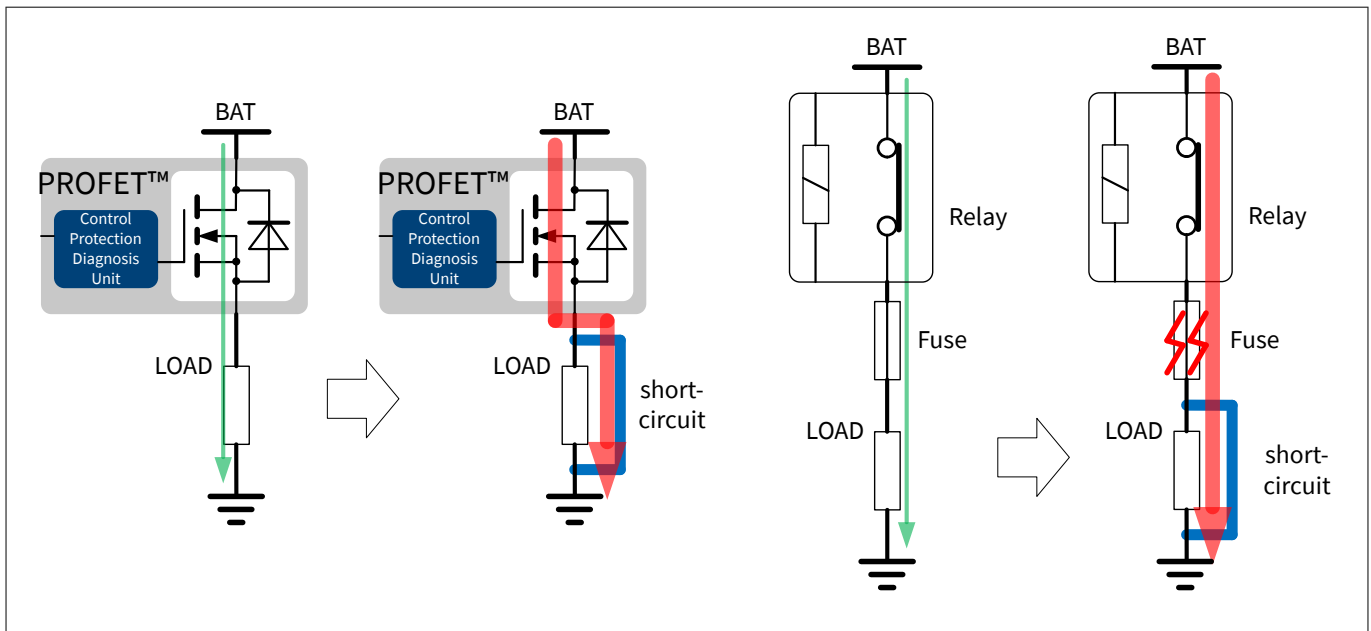 BAT
PROFET™
Control
Protection
Diagnosis
Unit
LOAD
BAT
PROFET™
Control
Protection
Diagnosis
Unit
LOAD
short-
circuit
BAT
Relay
Fuse
LOAD
BAT
Relay
Fuse
LOAD
short-
circuit